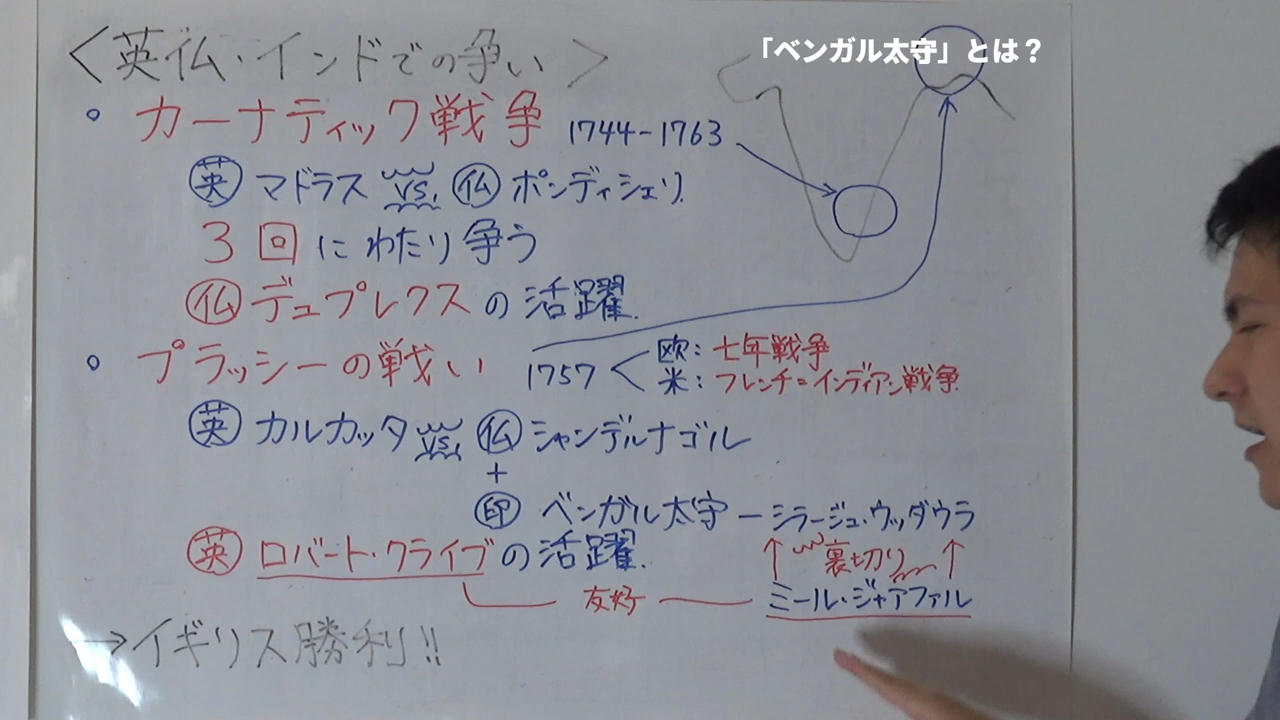 「ベンガル太守」とは？
＜英仏・インドでの争い＞
• カーナティック戦争 1744-1763
英 マドラス vs. 仏 ポンディシェリ
3回にわたり争う
仏 デュプレクスの活躍.
• プラッシーの戦い 1757
欧: 七年戦争
米: フレンチ=インディアン戦争
英 カルカッタ vs. 仏 シャンデルナゴル
+
印 ベンガル太守 ー シラージュ・ウッダウラ
↑ 裏切り ↑
英 ロバート・クライブの活躍.
友好
ミール・ジャアファル
→イギリス勝利!!